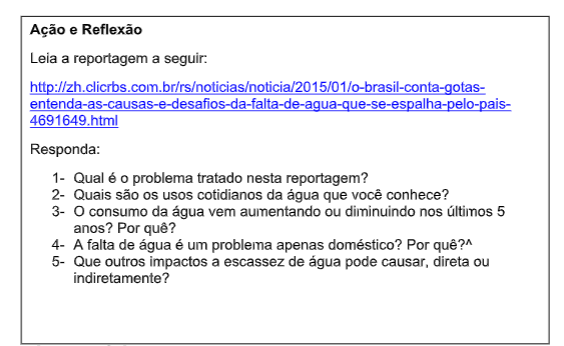 Ação e Reflexão
Leia a reportagem a seguir:
http://zh.clicrbs.com.br/rs/noticias/noticia/2015/01/o-brasil-conta-gotas-
entenda-as-causas-e-desafios-da-falta-de-agua-que-se-espalha-pelo-pais-
4691649.html
Responda:
1- Qual é o problema tratado nesta reportagem?
2- Quais são os usos cotidianos da água que você conhece?
3- O consumo da água vem aumentando ou diminuindo nos últimos 5
anos? Por quê?
4- A falta de água é um problema apenas doméstico? Por quê?^
5- Que outros impactos a escassez de água pode causar, direta ou
indiretamente?